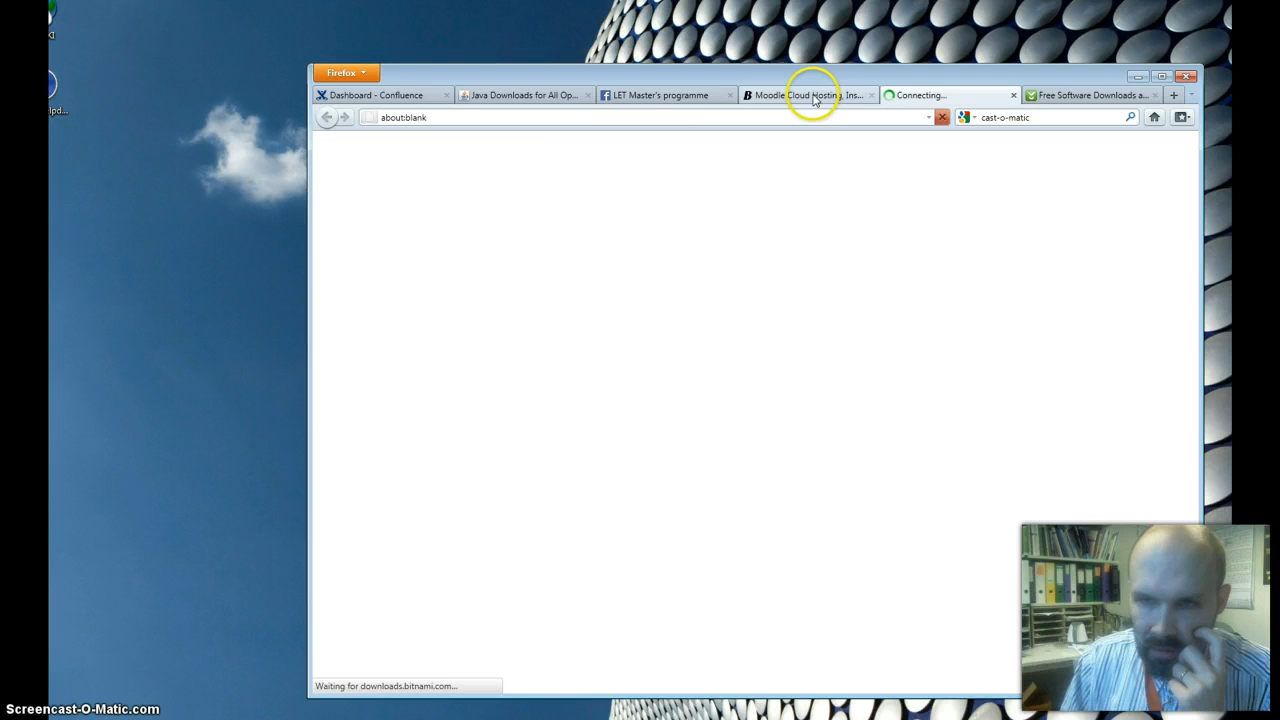 Firefox
Dashboard - Confluence
Java Downloads for All Op...
LET Master's programme
Moodle Cloud Hosting, Ins...
Connecting...
Free Software Downloads a...
about:blank
cast-o-matic
lpd...
Waiting for downloads.bitnami.com...
Screencast-O-Matic.com